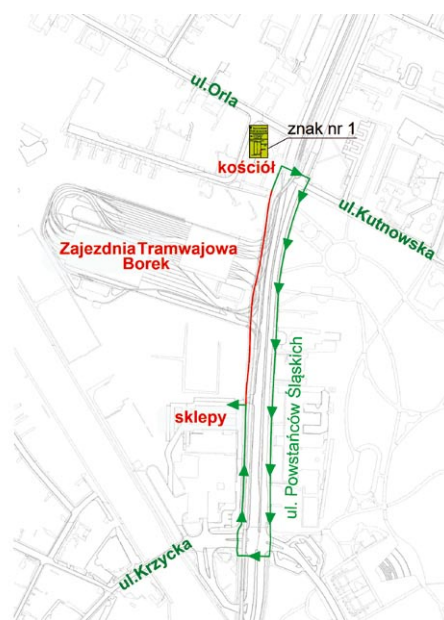 ul.Orla
znak nr 1
kościół
ul.Kutnowska
Zajezdnia Tramwajowa
Borek
ul. Powstańców Śląskich
sklepy
ul.Krzycka